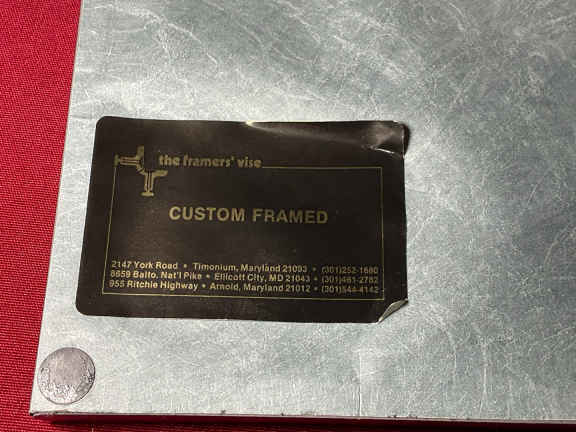 the framers' vise
CUSTOM FRAMED
2147 York Road • Timonium, Maryland 21093 • (301)252-1680
8659 Balto. Nat'l Pike • Ellicott City, MD 21043 • (301)461-2782
955 Ritchie Highway • Arnold, Maryland 21012 • (301)544-4142